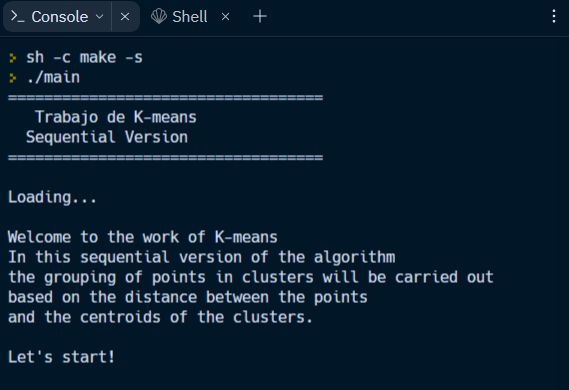 Console
Shell
sh -c make -s
./main
===================================
Trabajo de K-means
Sequential Version
===================================
Loading...
Welcome to the work of K-means
In this sequential version of the algorithm
the grouping of points in clusters will be carried out
based on the distance between the points
and the centroids of the clusters.
Let's start!